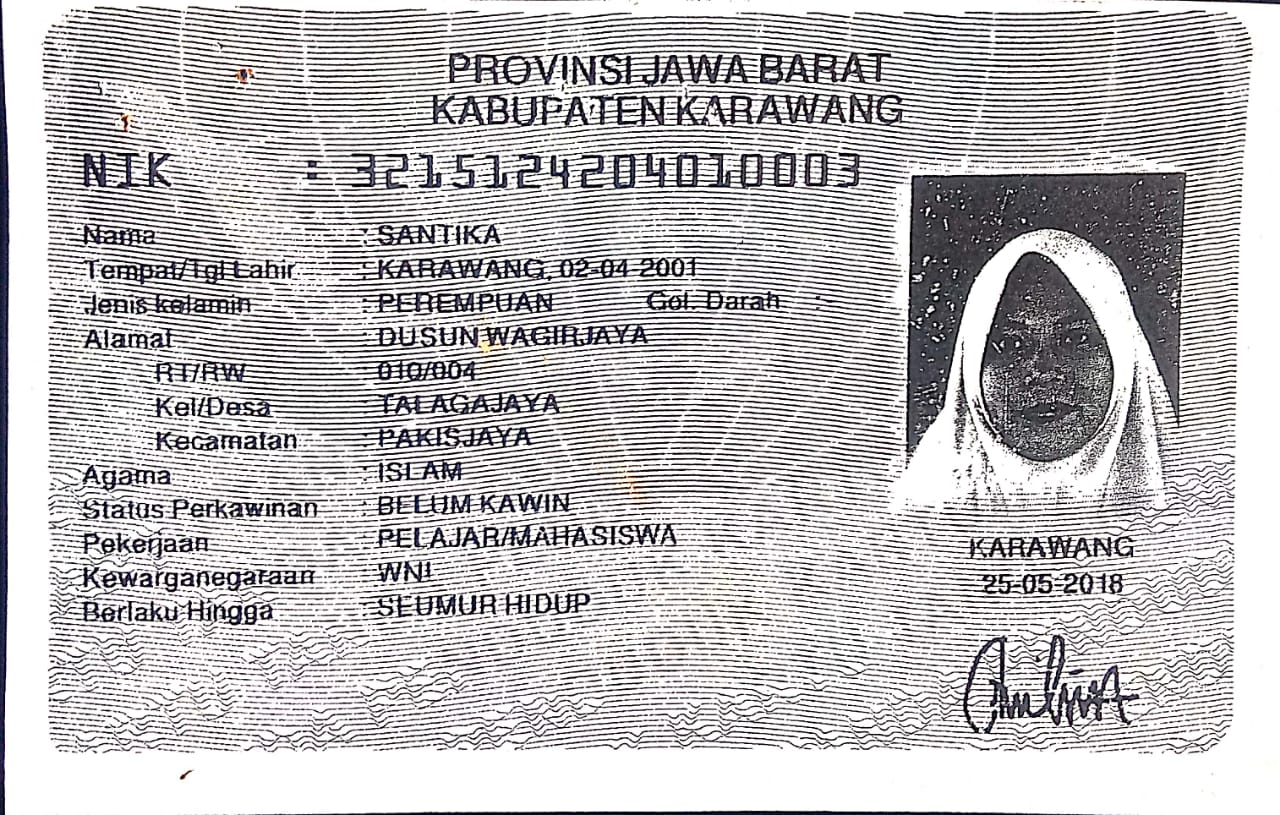 PROVINSI JAWA BARAT
KABUPATEN KARAWANG
NIK : 3215124204010003
Nama : SANTIKA
Tempat/Tgl Lahir : KARAWANG, 02-04-2001
Jenis kelamin : PEREMPUAN Gol. Darah : -
Alamat : DUSUN WAGIRJAYA
RT/RW : 010/004
Kel/Desa : TALAGAJAYA
Kecamatan : PAKISJAYA
Agama : ISLAM
Status Perkawinan : BELUM KAWIN
Pekerjaan : PELAJAR/MAHASISWA
Kewarganegaraan : WNI
Berlaku Hingga : SEUMUR HIDUP
KARAWANG
25-05-2018